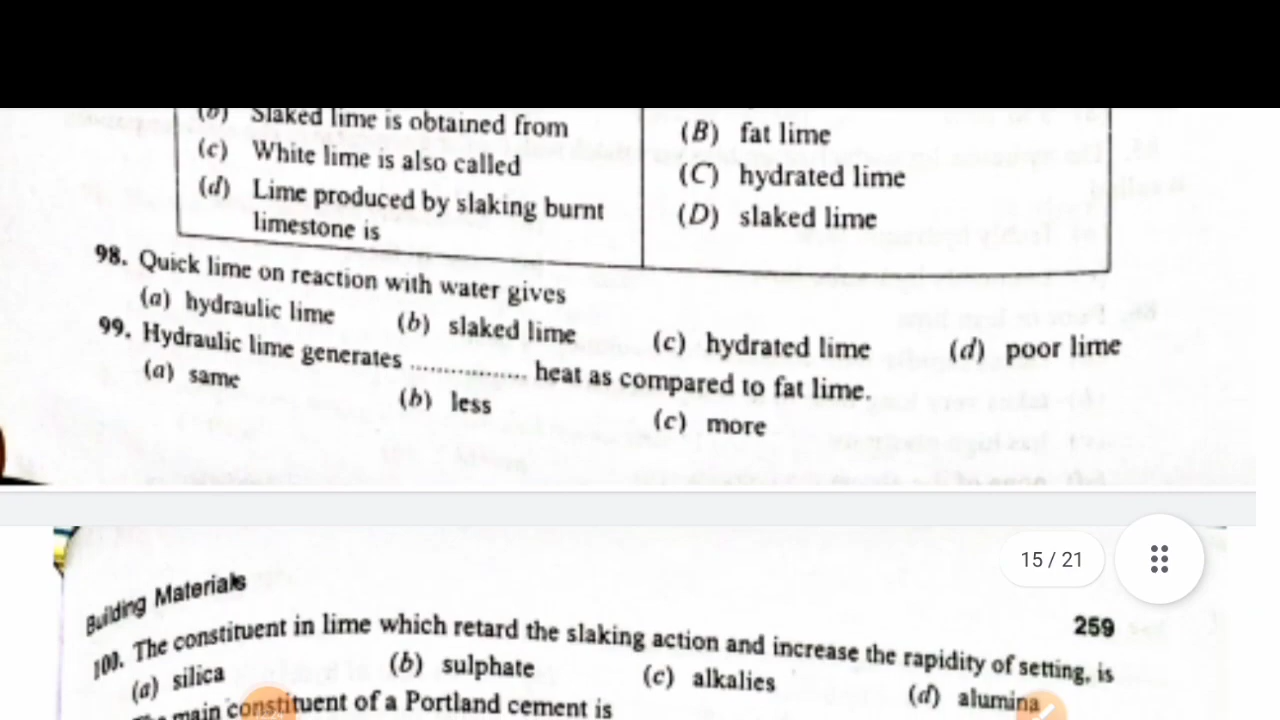 (b) Slaked lime is obtained from
(c) White lime is also called
(d) Lime produced by slaking burnt
limestone is
(B) fat lime
(C) hydrated lime
(D) slaked lime
98. Quick lime on reaction with water gives
(a) hydraulic lime (b) slaked lime (c) hydrated lime (d) poor lime
99. Hydraulic lime generates ................. heat as compared to fat lime.
(a) same (b) less (c) more
15 / 21
Building Materials
259
100. The constituent in lime which retard the slaking action and increase the rapidity of setting, is
(a) silica (b) sulphate (c) alkalies (d) alumina
main constituent of a Portland cement is